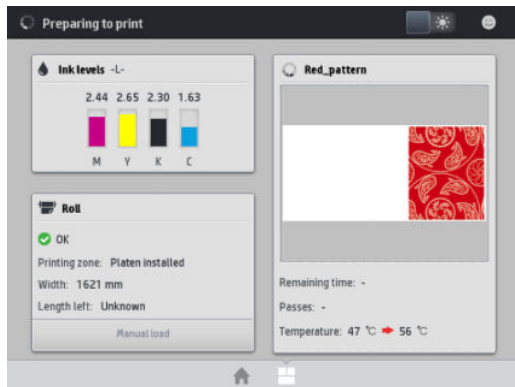 Preparing to print
Ink levels -L-
2.44 2.65 2.30 1.63
M Y K C
Roll
OK
Printing zone: Platen installed
Width: 1621 mm
Length left: Unknown
Manual load
Red_pattern
Remaining time: -
Passes: -
Temperature: 47 °C 56 °C